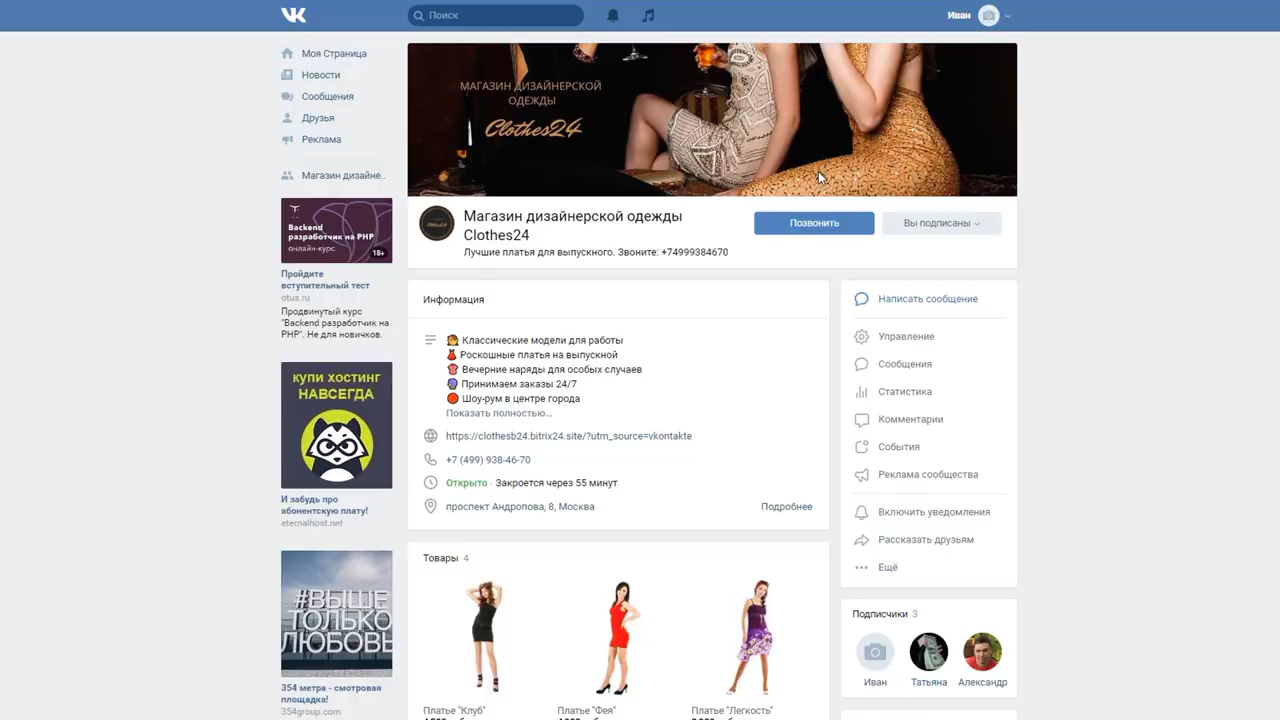 VK
Поиск
Иван
Моя Страница
Новости
Сообщения
Друзья
Реклама
Магазин дизайне..
Backend
разработчик на PHP
онлайн-курс
18+
Пройдите
вступительный тест
otus.ru
Продвинутый курс
"Backend разработчик на
PHP". Не для новичков.
КУПИ ХОСТИНГ
НАВСЕГДА
И забудь про
абонентскую плату!
eternalhost.net
#ВЫШЕ
ТОЛЬКО
ЛЮБОВЬ
354 метра - смотровая
площадка!
354group.com
МАГАЗИН ДИЗАЙНЕРСКОЙ
ОДЕЖДЫ
Clothes24
Магазин дизайнерской одежды
Clothes24
Лучшие платья для выпускного. Звоните: +74999384670
Позвонить
Вы подписаны
Информация
Классические модели для работы
Роскошные платья на выпускной
Вечерние наряды для особых случаев
Принимаем заказы 24/7
Шоу-рум в центре города
Показать полностью...
https://clothesb24.bitrix24.site/?utm_source=vkontakte
+7 (499) 938-46-70
Открыто · Закроется через 55 минут
проспект Андропова, 8, Москва
Подробнее
Товары 4
Платье "Клуб"
Платье "Фея"
Платье "Легкость"
Написать сообщение
Управление
Сообщения
Статистика
Комментарии
События
Реклама сообщества
Включить уведомления
Рассказать друзьям
Ещё
Подписчики 3
Иван
Татьяна
Александр